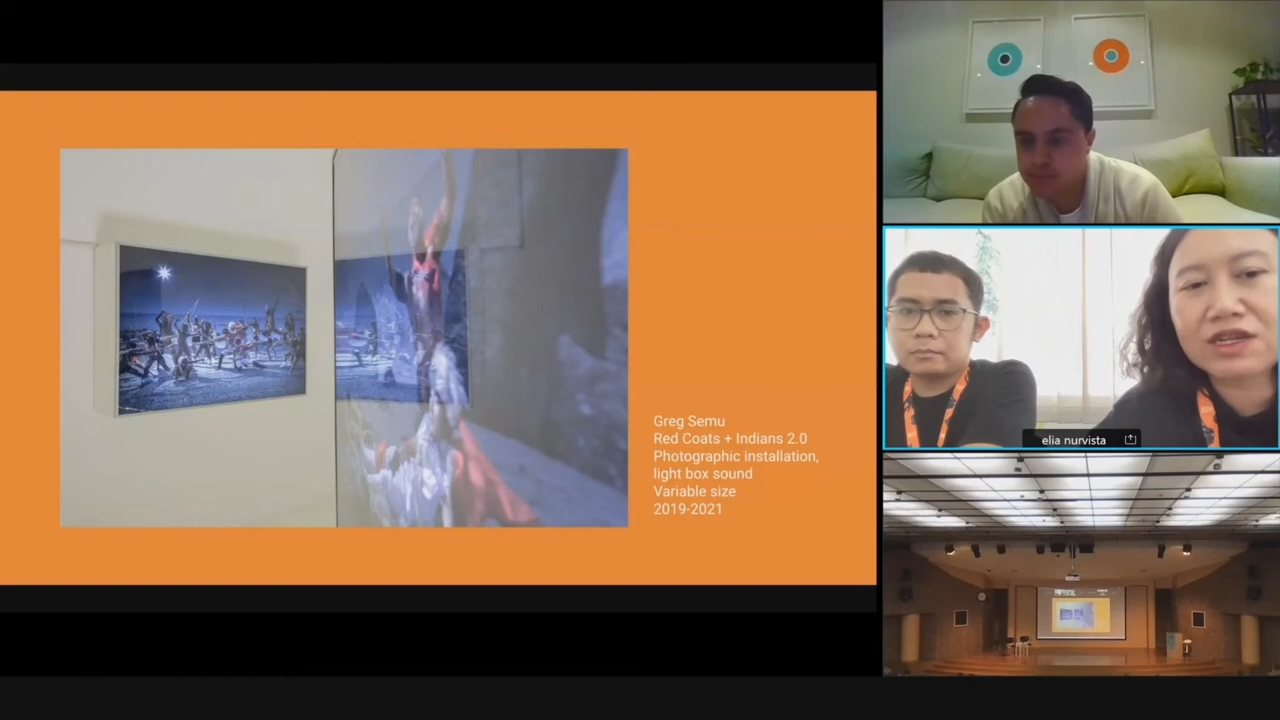 Greg Semu
Red Coats + Indians 2.0
Photographic installation,
light box sound
Variable size
2019-2021
elia nurvista